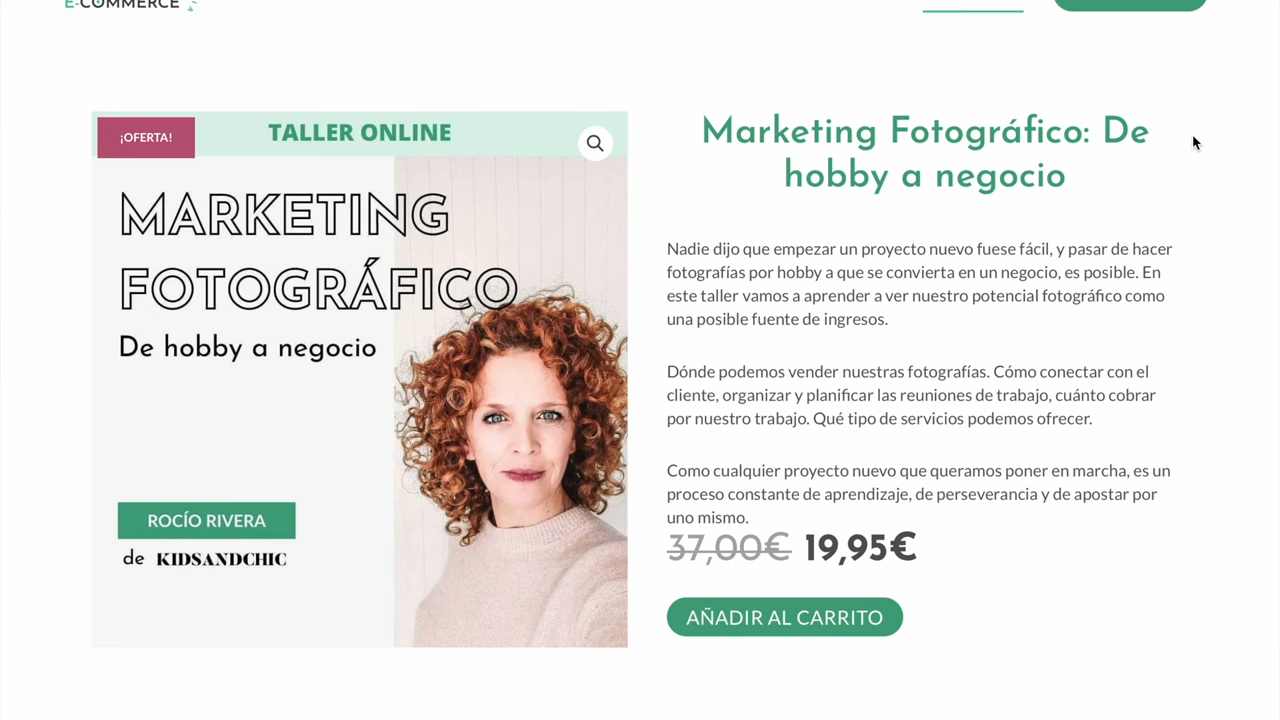 E-COMMERCE
¡OFERTA!
TALLER ONLINE
MARKETING
FOTOGRÁFICO
De hobby a negocio
ROCÍO RIVERA
de KIDSANDCHIC
Marketing Fotográfico: De
hobby a negocio
Nadie dijo que empezar un proyecto nuevo fuese fácil, y pasar de hacer
fotografías por hobby a que se convierta en un negocio, es posible. En
este taller vamos a aprender a ver nuestro potencial fotográfico como
una posible fuente de ingresos.
Dónde podemos vender nuestras fotografías. Cómo conectar con el
cliente, organizar y planificar las reuniones de trabajo, cuánto cobrar
por nuestro trabajo. Qué tipo de servicios podemos ofrecer.
Como cualquier proyecto nuevo que queramos poner en marcha, es un
proceso constante de aprendizaje, de perseverancia y de apostar por
uno mismo.
37,00€ 19,95€
AÑADIR AL CARRITO